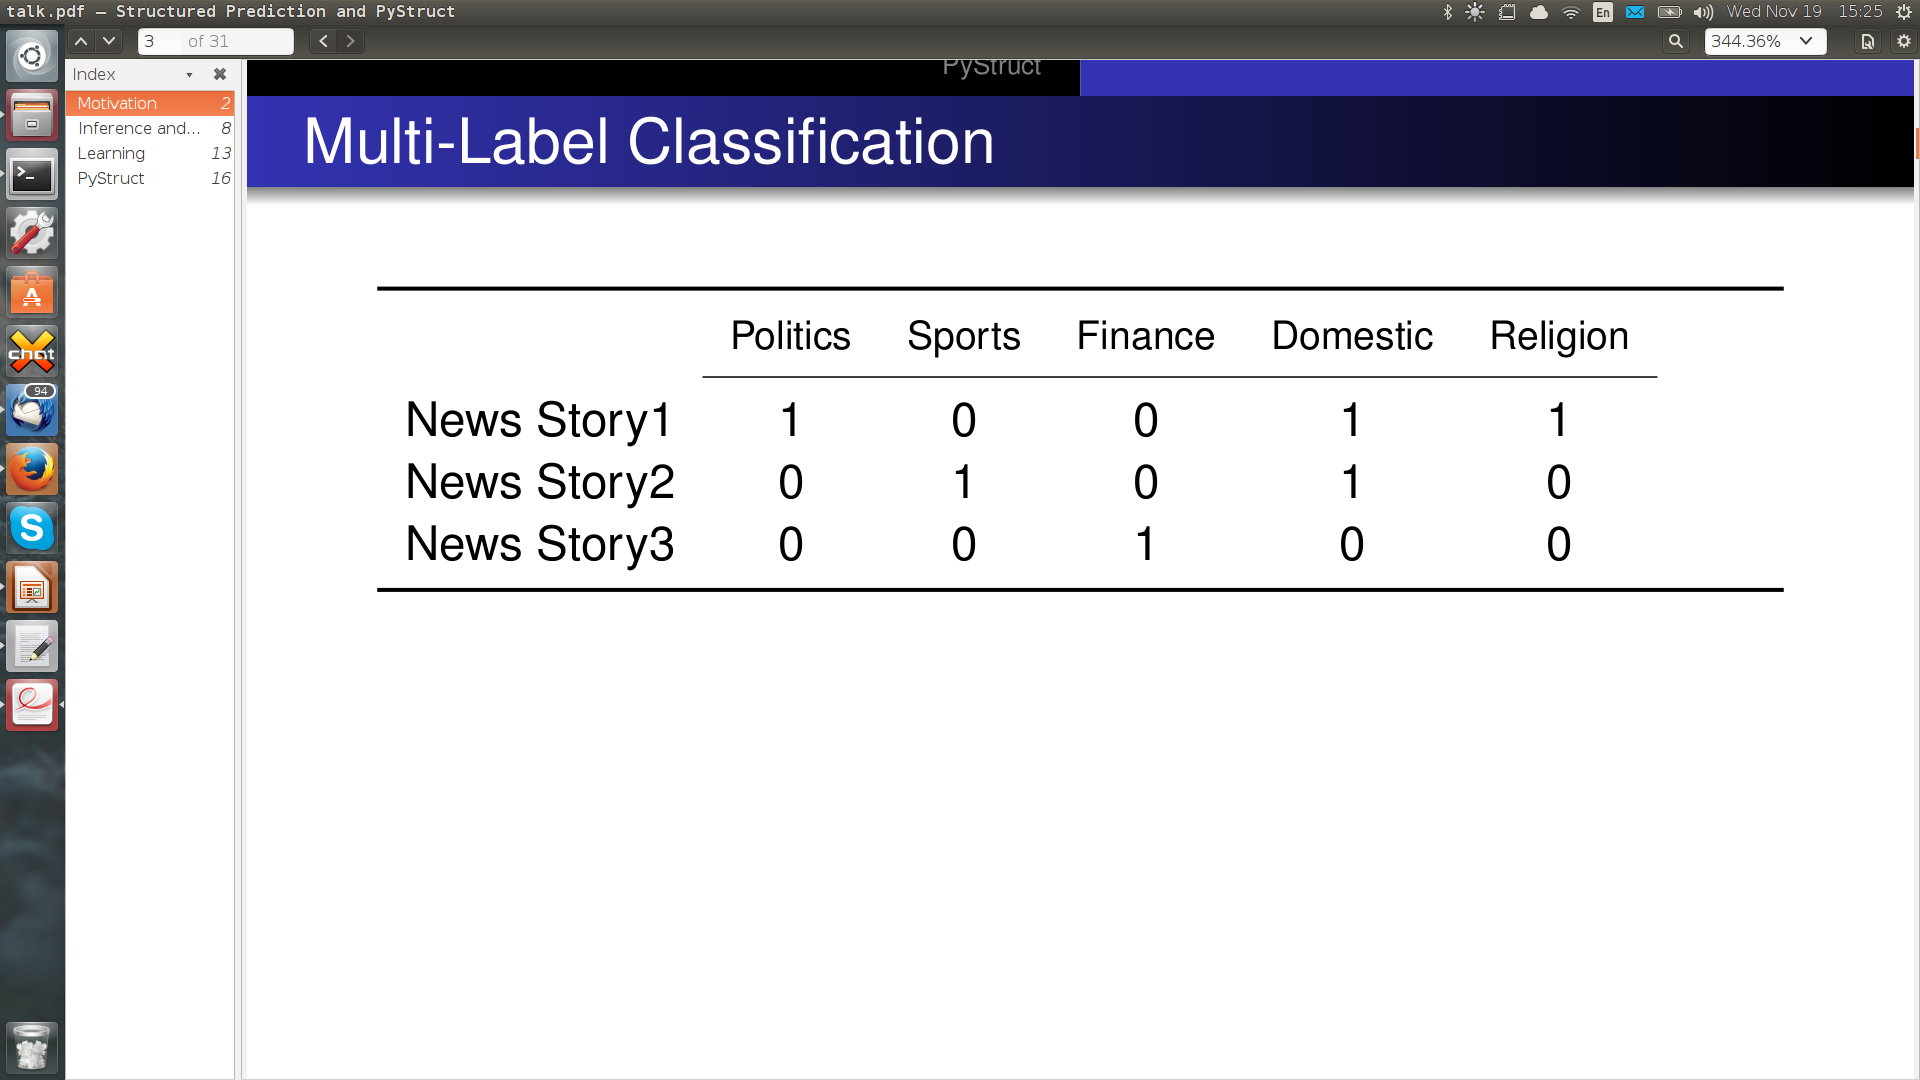 talk.pdf — Structured Prediction and PyStruct
En
Wed Nov 19 15:25
3 of 31
344.36%
Index
Motivation 2
Inference and... 8
Learning 13
PyStruct 16
PyStruct
Multi-Label Classification
Politics Sports Finance Domestic Religion
News Story1 1 0 0 1 1
News Story2 0 1 0 1 0
News Story3 0 0 1 0 0
A
chat
94
S